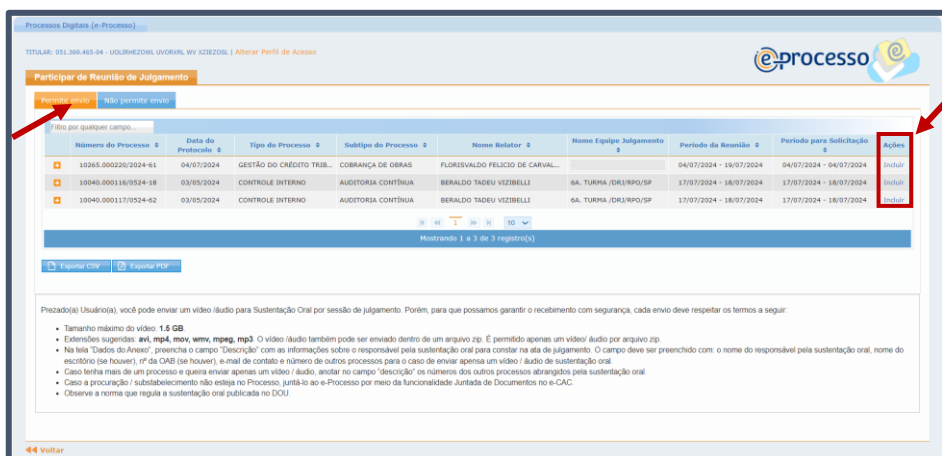 Processos Digitais (e-Processo)
TITULAR: 051.369.465-04 - UOLIRHEZOWL UVORXRL WV XZIEZOSL | Alterar Perfil de Acesso
e-processo
Participar de Reunião de Julgamento
Permite envio Não permite envio
Filtro por qualquer campo...
Número do Processo Data do Protocolo Tipo do Processo Subtipo do Processo Nome Relator Nome Equipe Julgamento Período da Reunião Período para Solicitação Ações
10265.000220/2024-61 04/07/2024 GESTÃO DO CRÉDITO TRIB... COBRANÇA DE OBRAS FLORISVALDO FELICIO DE CARVAL... 04/07/2024 - 19/07/2024 04/07/2024 - 04/07/2024 Incluir
10040.000116/0524-18 03/05/2024 CONTROLE INTERNO AUDITORIA CONTÍNUA BERALDO TADEU VIZIBELLI 6A. TURMA /DRJ/RPO/SP 17/07/2024 - 18/07/2024 17/07/2024 - 18/07/2024 Incluir
10040.000117/0524-62 03/05/2024 CONTROLE INTERNO AUDITORIA CONTÍNUA BERALDO TADEU VIZIBELLI 6A. TURMA /DRJ/RPO/SP 17/07/2024 - 18/07/2024 17/07/2024 - 18/07/2024 Incluir
1 10
Mostrando 1 a 3 de 3 registro(s)
Exportar CSV Exportar PDF
Prezado(a) Usuário(a), você pode enviar um vídeo /áudio para Sustentação Oral por sessão de julgamento. Porém, para que possamos garantir o recebimento com segurança, cada envio deve respeitar os termos a seguir:
• Tamanho máximo do vídeo: 1.5 GB.
• Extensões sugeridas: avi, mp4, mov, wmv, mpeg, mp3. O vídeo /áudio também pode ser enviado dentro de um arquivo zip. É permitido apenas um vídeo/ áudio por arquivo zip.
• Na tela "Dados do Anexo", preencha o campo "Descrição" com as informações sobre o responsável pela sustentação oral para constar na ata de julgamento. O campo deve ser preenchido com: o nome do responsável pela sustentação oral, nome do
escritório (se houver), nº da OAB (se houver), e-mail de contato e número de outros processos para o caso de enviar apensa um vídeo / áudio de sustentação oral.
• Caso tenha mais de um processo e queira enviar apenas um vídeo / áudio, anotar no campo "descrição" os números dos outros processos abrangidos pela sustentação oral.
• Caso a procuração / substabelecimento não esteja no Processo, juntá-lo ao e-Processo por meio da funcionalidade Juntada de Documentos no e-CAC.
• Observe a norma que regula a sustentação oral publicada no DOU.
Voltar